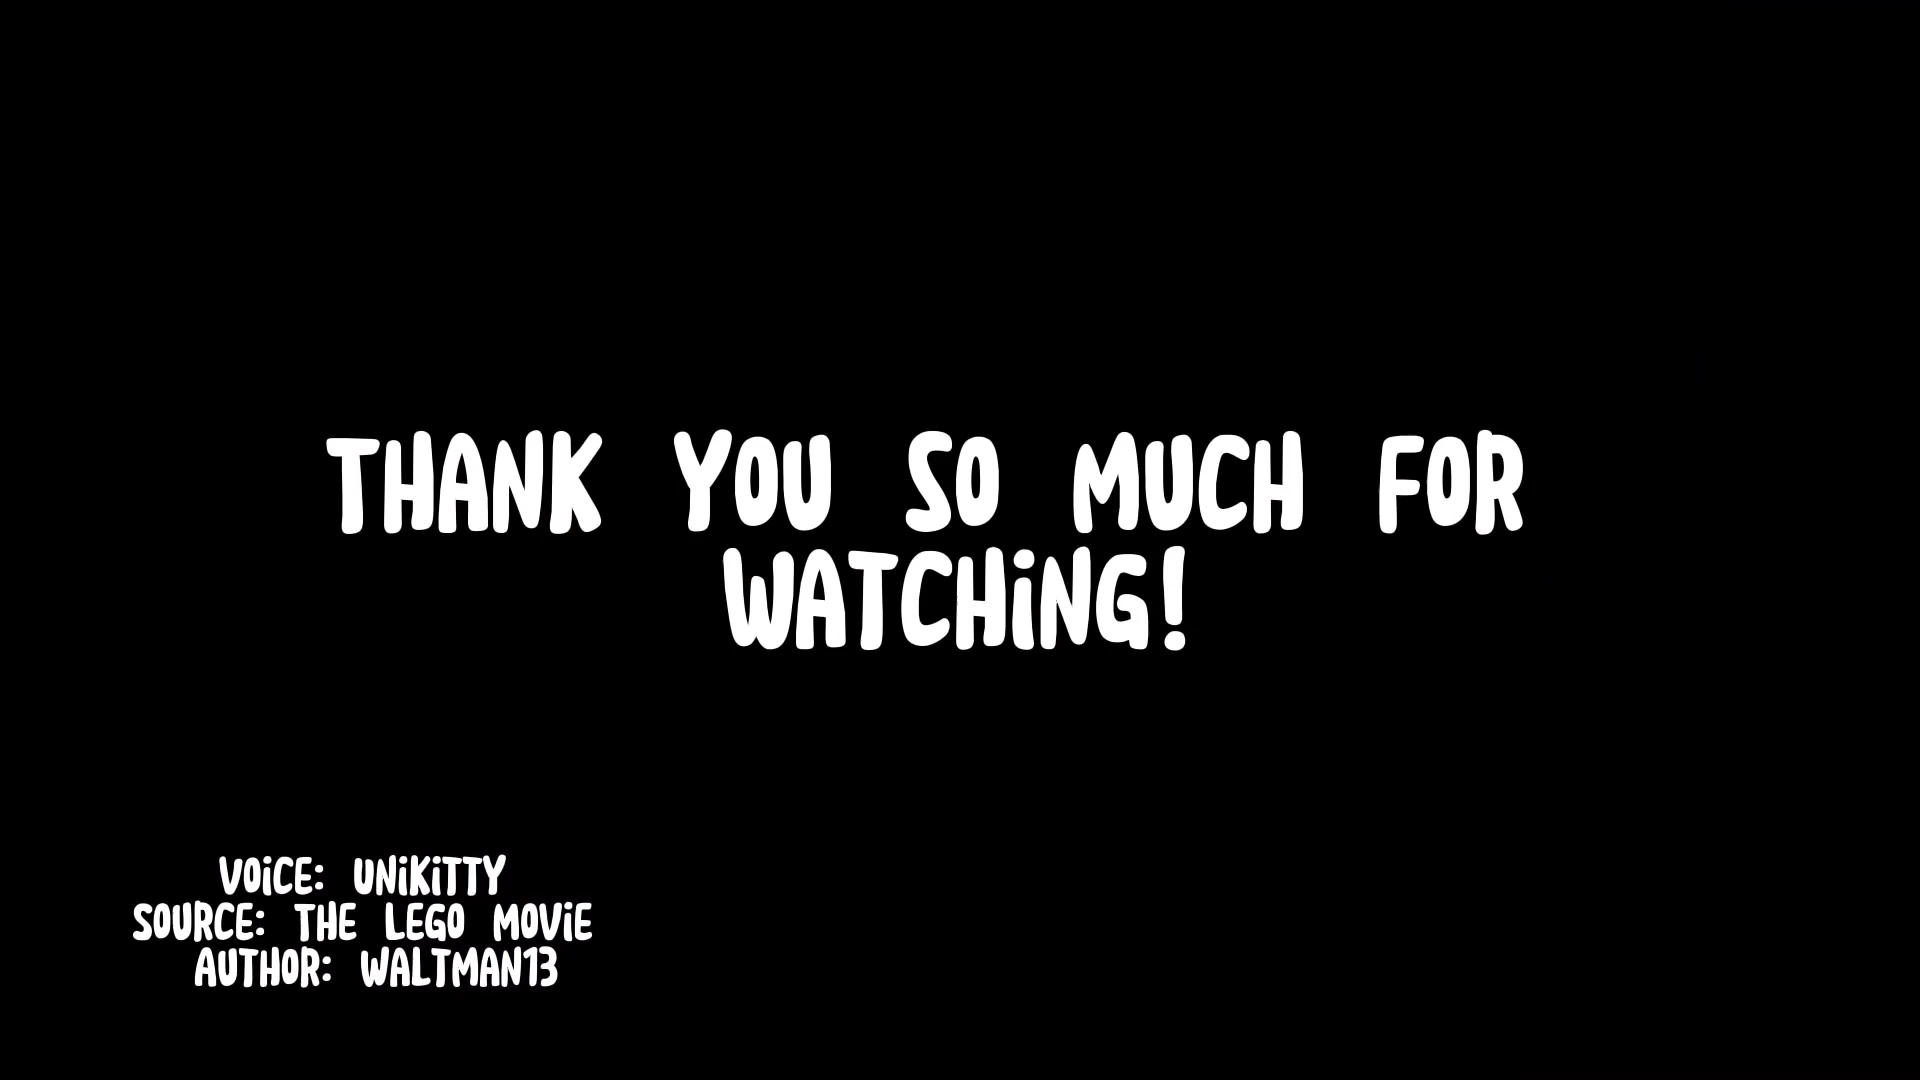 THANK YOU SO MUCH FOR
WATCHiNG!
VOiCE: UNiKiTTY
SOURCE: THE LEGO MOViE
AUTHOR: WALTMAN13